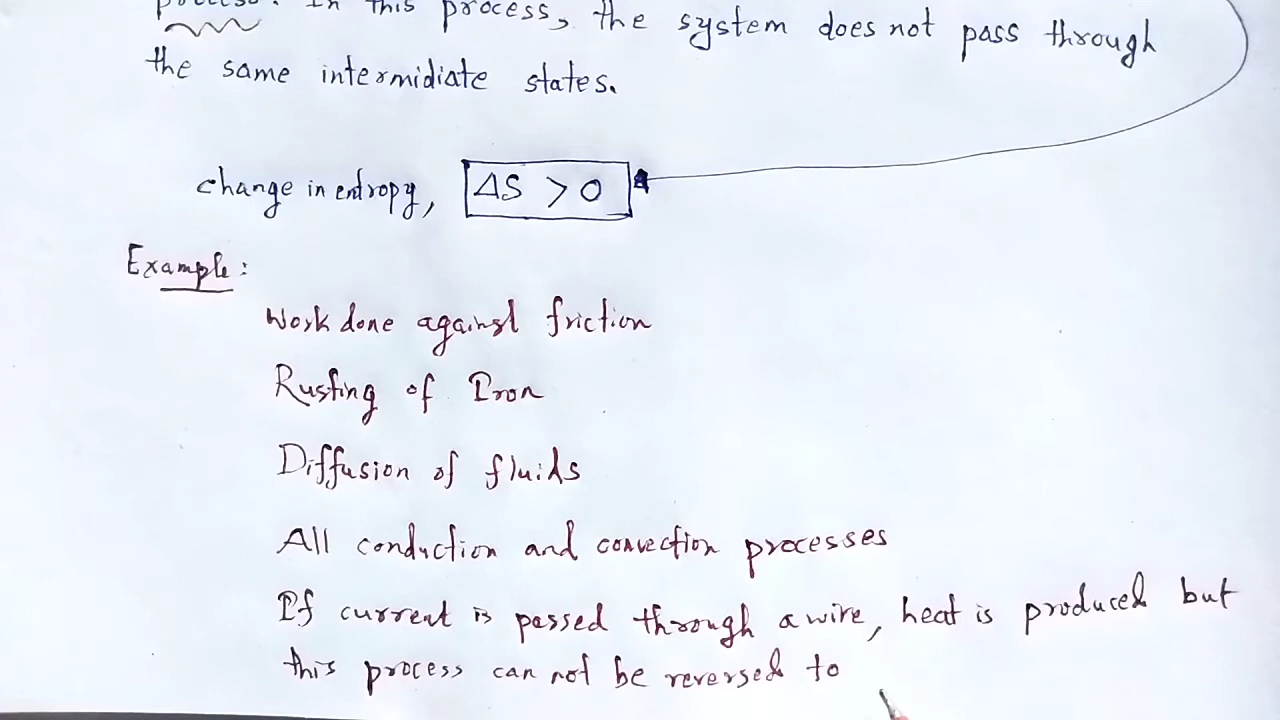 process. In this process, the system does not pass through
the same intermidiate states.
change in entropy, ΔS > 0
Example:
Work done against friction
Rusting of Iron
Diffusion of fluids
All conduction and convection processes
If current is passed through a wire, heat is produced but
this process can not be reversed to